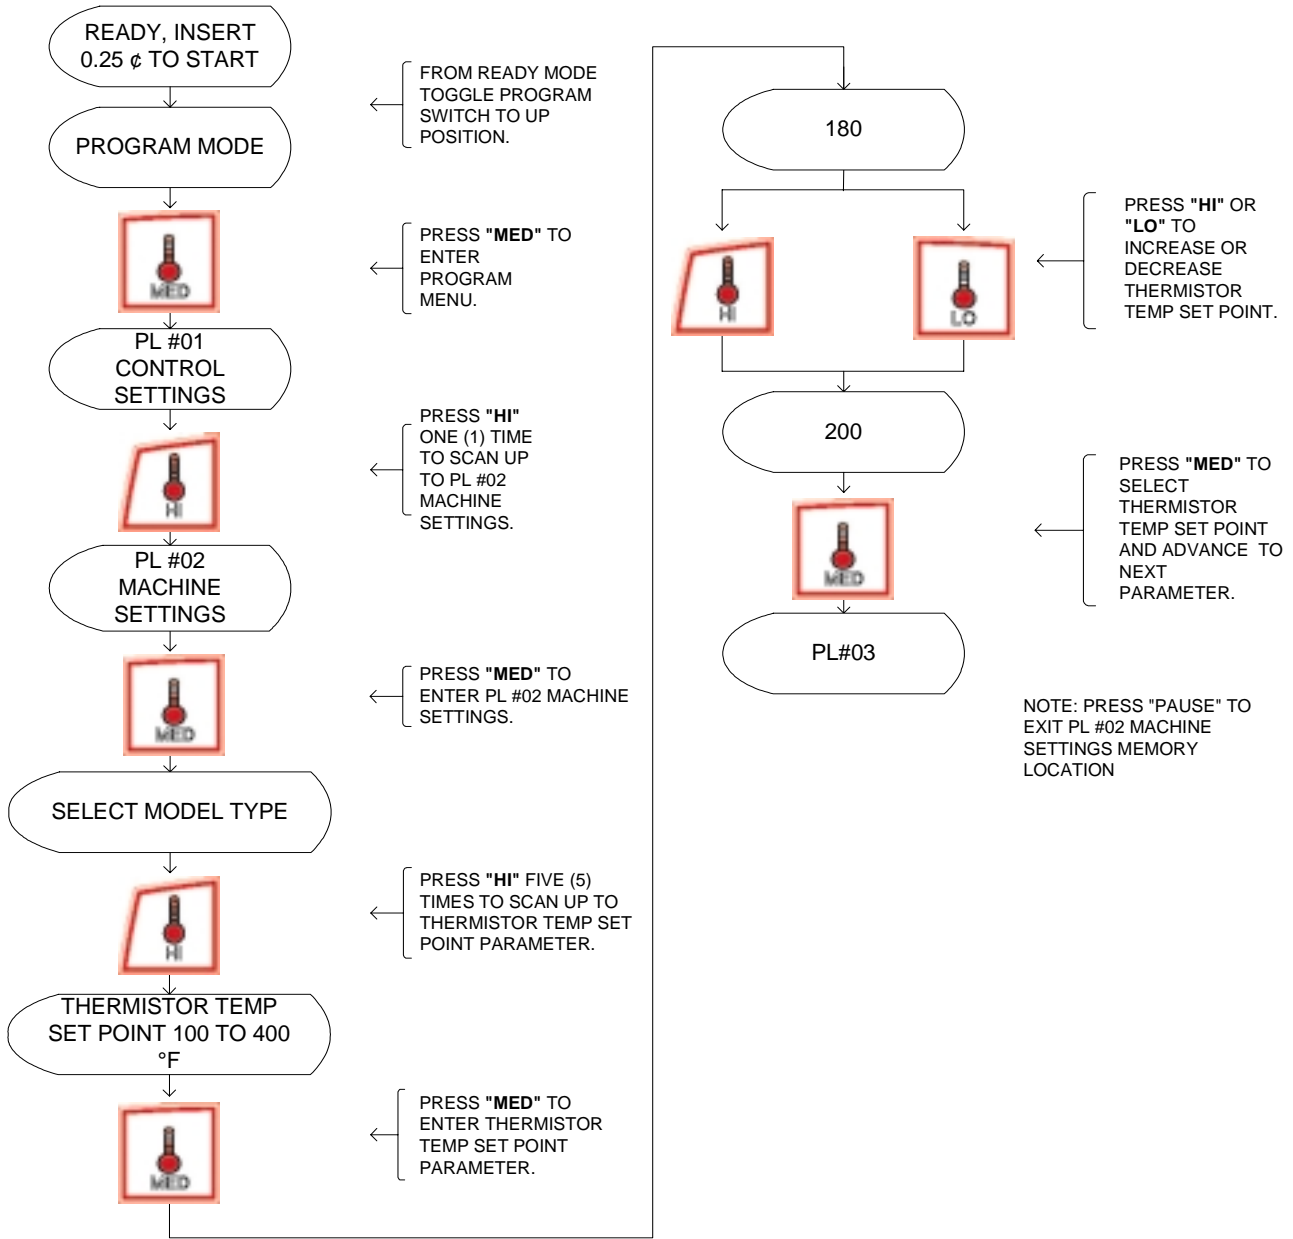 READY, INSERT
0.25 ¢ TO START
FROM READY MODE
TOGGLE PROGRAM
SWITCH TO UP
POSITION.
PROGRAM MODE
MED
PRESS "MED" TO
ENTER
PROGRAM
MENU.
PL #01
CONTROL
SETTINGS
HI
PRESS "HI"
ONE (1) TIME
TO SCAN UP
TO PL #02
MACHINE
SETTINGS.
PL #02
MACHINE
SETTINGS
MED
PRESS "MED" TO
ENTER PL #02 MACHINE
SETTINGS.
SELECT MODEL TYPE
HI
PRESS "HI" FIVE (5)
TIMES TO SCAN UP TO
THERMISTOR TEMP SET
POINT PARAMETER.
THERMISTOR TEMP
SET POINT 100 TO 400
°F
MED
PRESS "MED" TO
ENTER THERMISTOR
TEMP SET POINT
PARAMETER.
180
HI
LO
PRESS "HI" OR
"LO" TO
INCREASE OR
DECREASE
THERMISTOR
TEMP SET POINT.
200
MED
PRESS "MED" TO
SELECT
THERMISTOR
TEMP SET POINT
AND ADVANCE TO
NEXT
PARAMETER.
PL#03
NOTE: PRESS "PAUSE" TO
EXIT PL #02 MACHINE
SETTINGS MEMORY
LOCATION